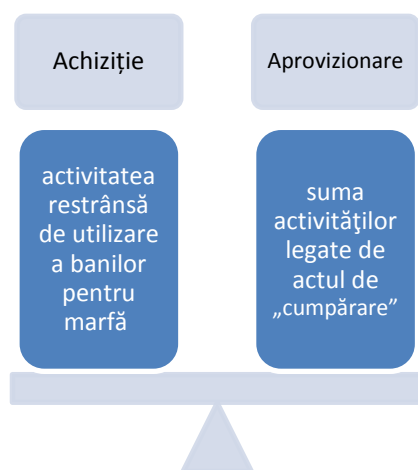 Achiziție
Aprovizionare
activitatea
restrânsă
de utilizare
a banilor
pentru
marfă
suma
activităţilor
legate de
actul de
„cumpărare”